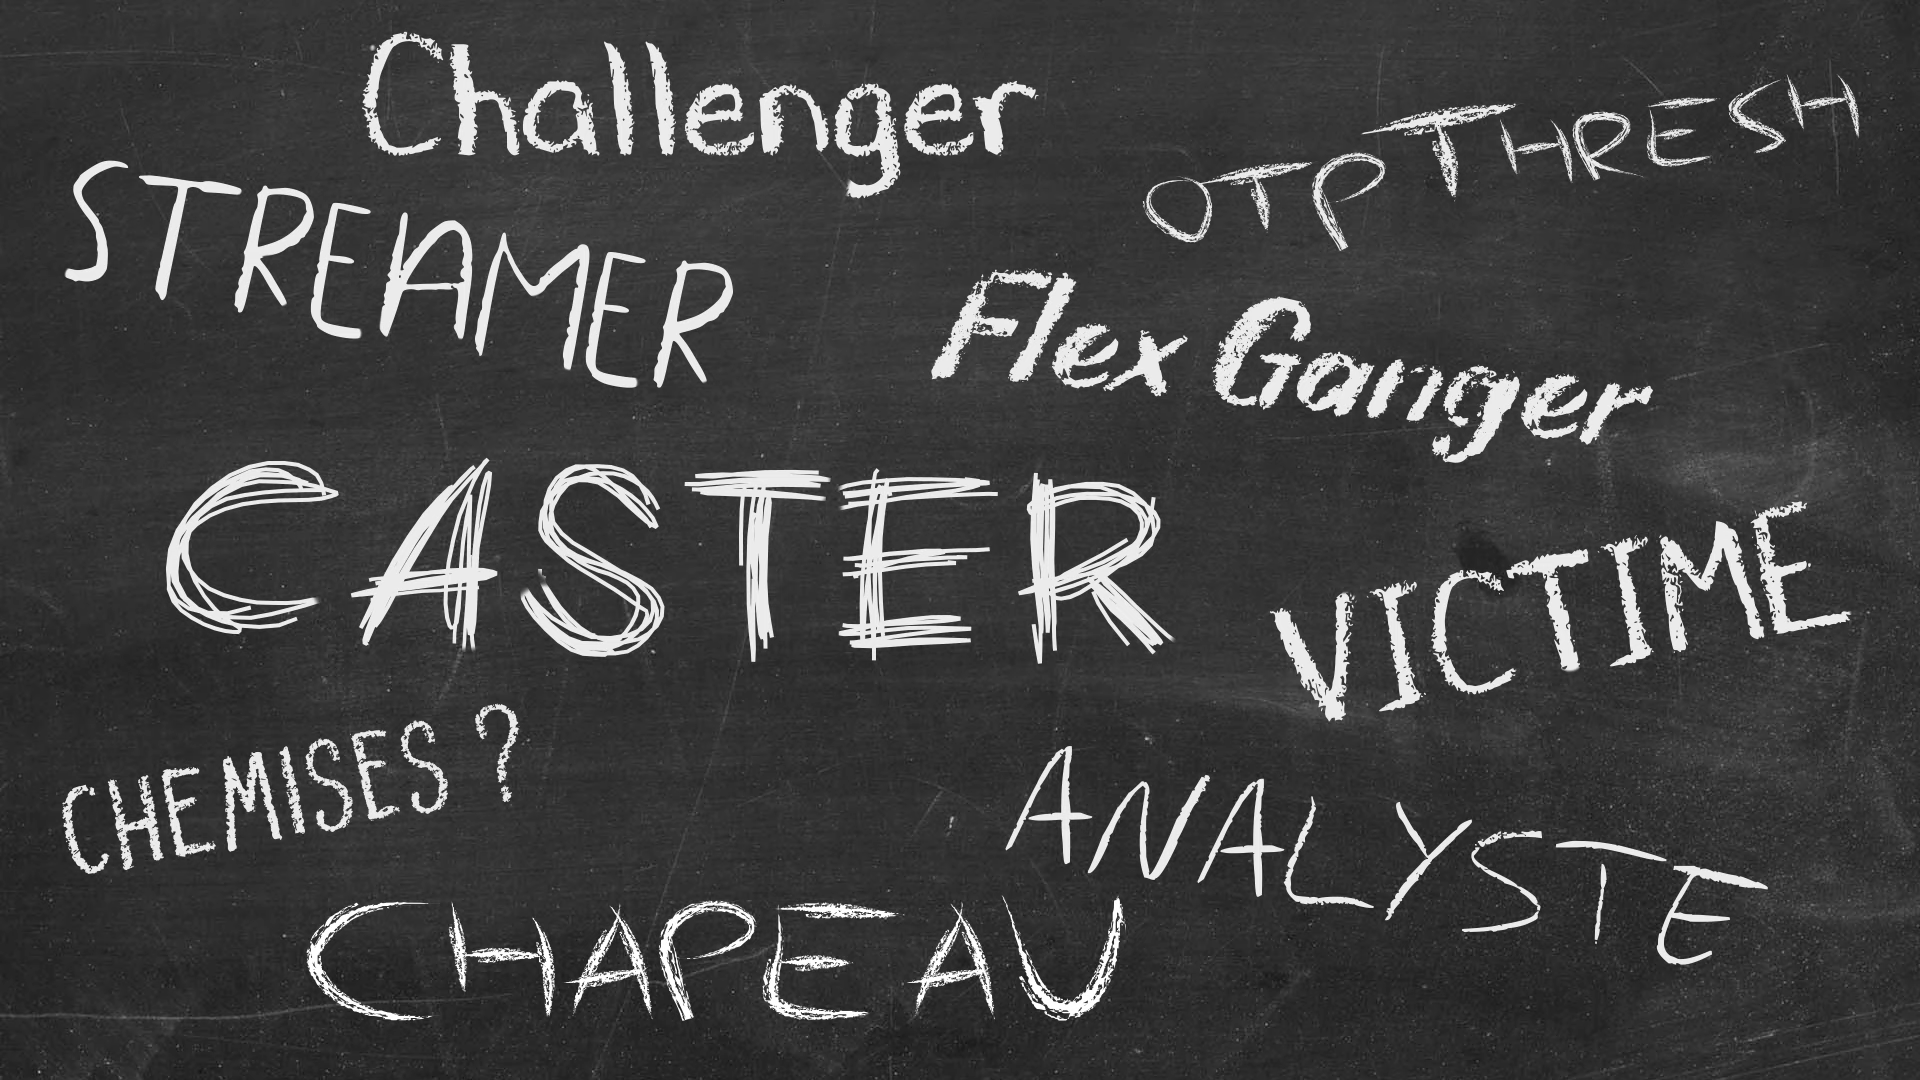 Challenger
OTP THRESH
STREAMER
Flex Ganger
CASTER
VICTIME
CHEMISES ?
ANALYSTE
CHAPEAU